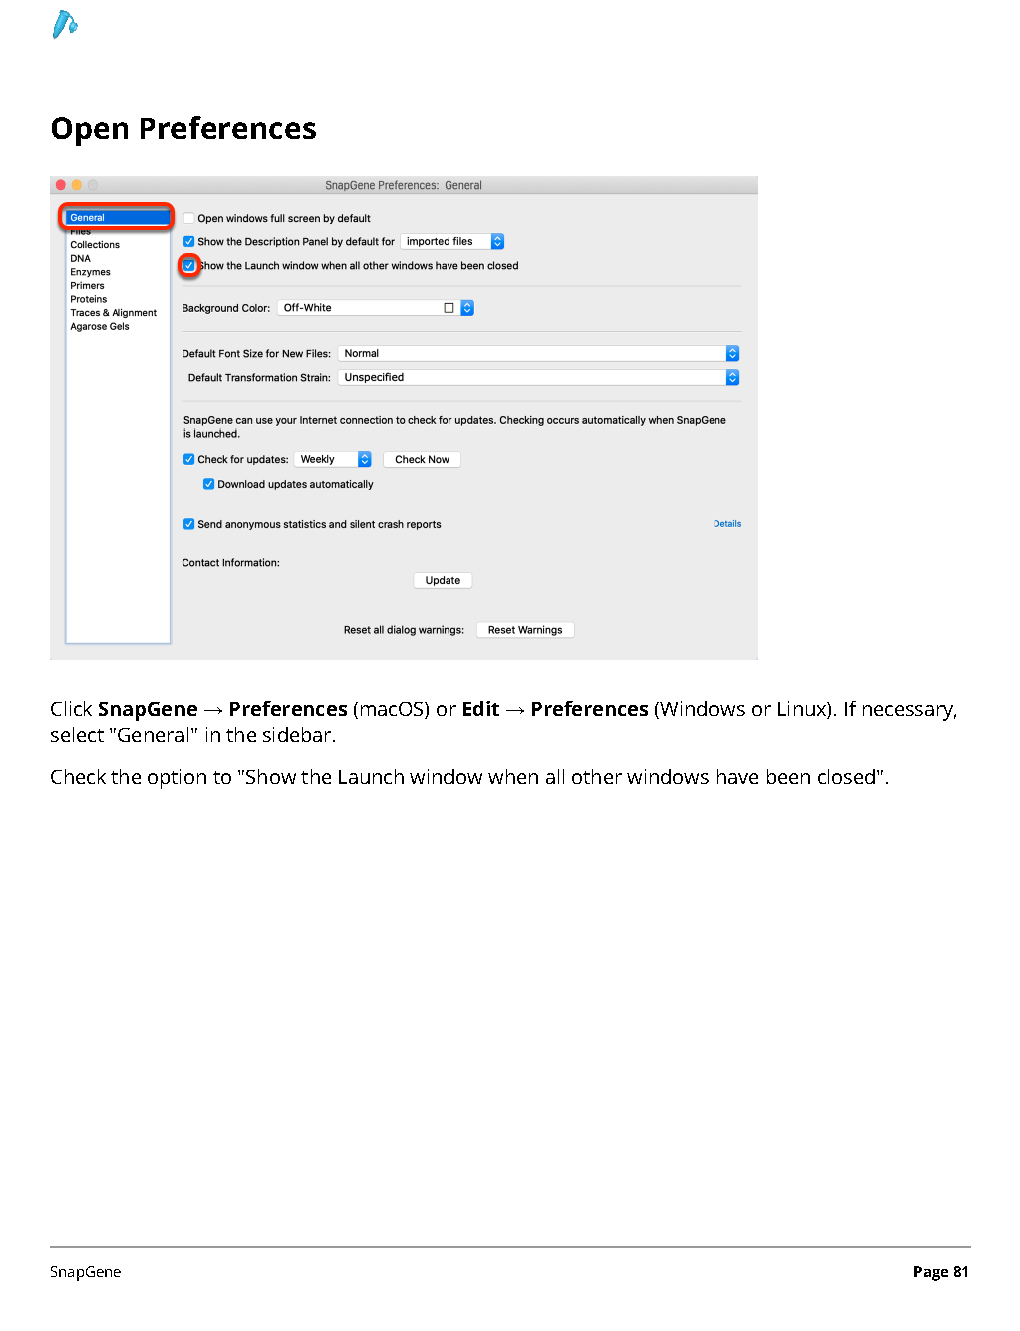 Open Preferences
SnapGene Preferences: General
General
Files
Collections
DNA
Enzymes
Primers
Proteins
Traces & Alignment
Agarose Gels
Open windows full screen by default
Show the Description Panel by default for imported files
Show the Launch window when all other windows have been closed
Background Color: Off-White
Default Font Size for New Files: Normal
Default Transformation Strain: Unspecified
SnapGene can use your Internet connection to check for updates. Checking occurs automatically when SnapGene
is launched.
Check for updates: Weekly Check Now
Download updates automatically
Send anonymous statistics and silent crash reports Details
Contact Information:
Update
Reset all dialog warnings: Reset Warnings
Click SnapGene → Preferences (macOS) or Edit → Preferences (Windows or Linux). If necessary,
select "General" in the sidebar.
Check the option to "Show the Launch window when all other windows have been closed".
SnapGene Page 81